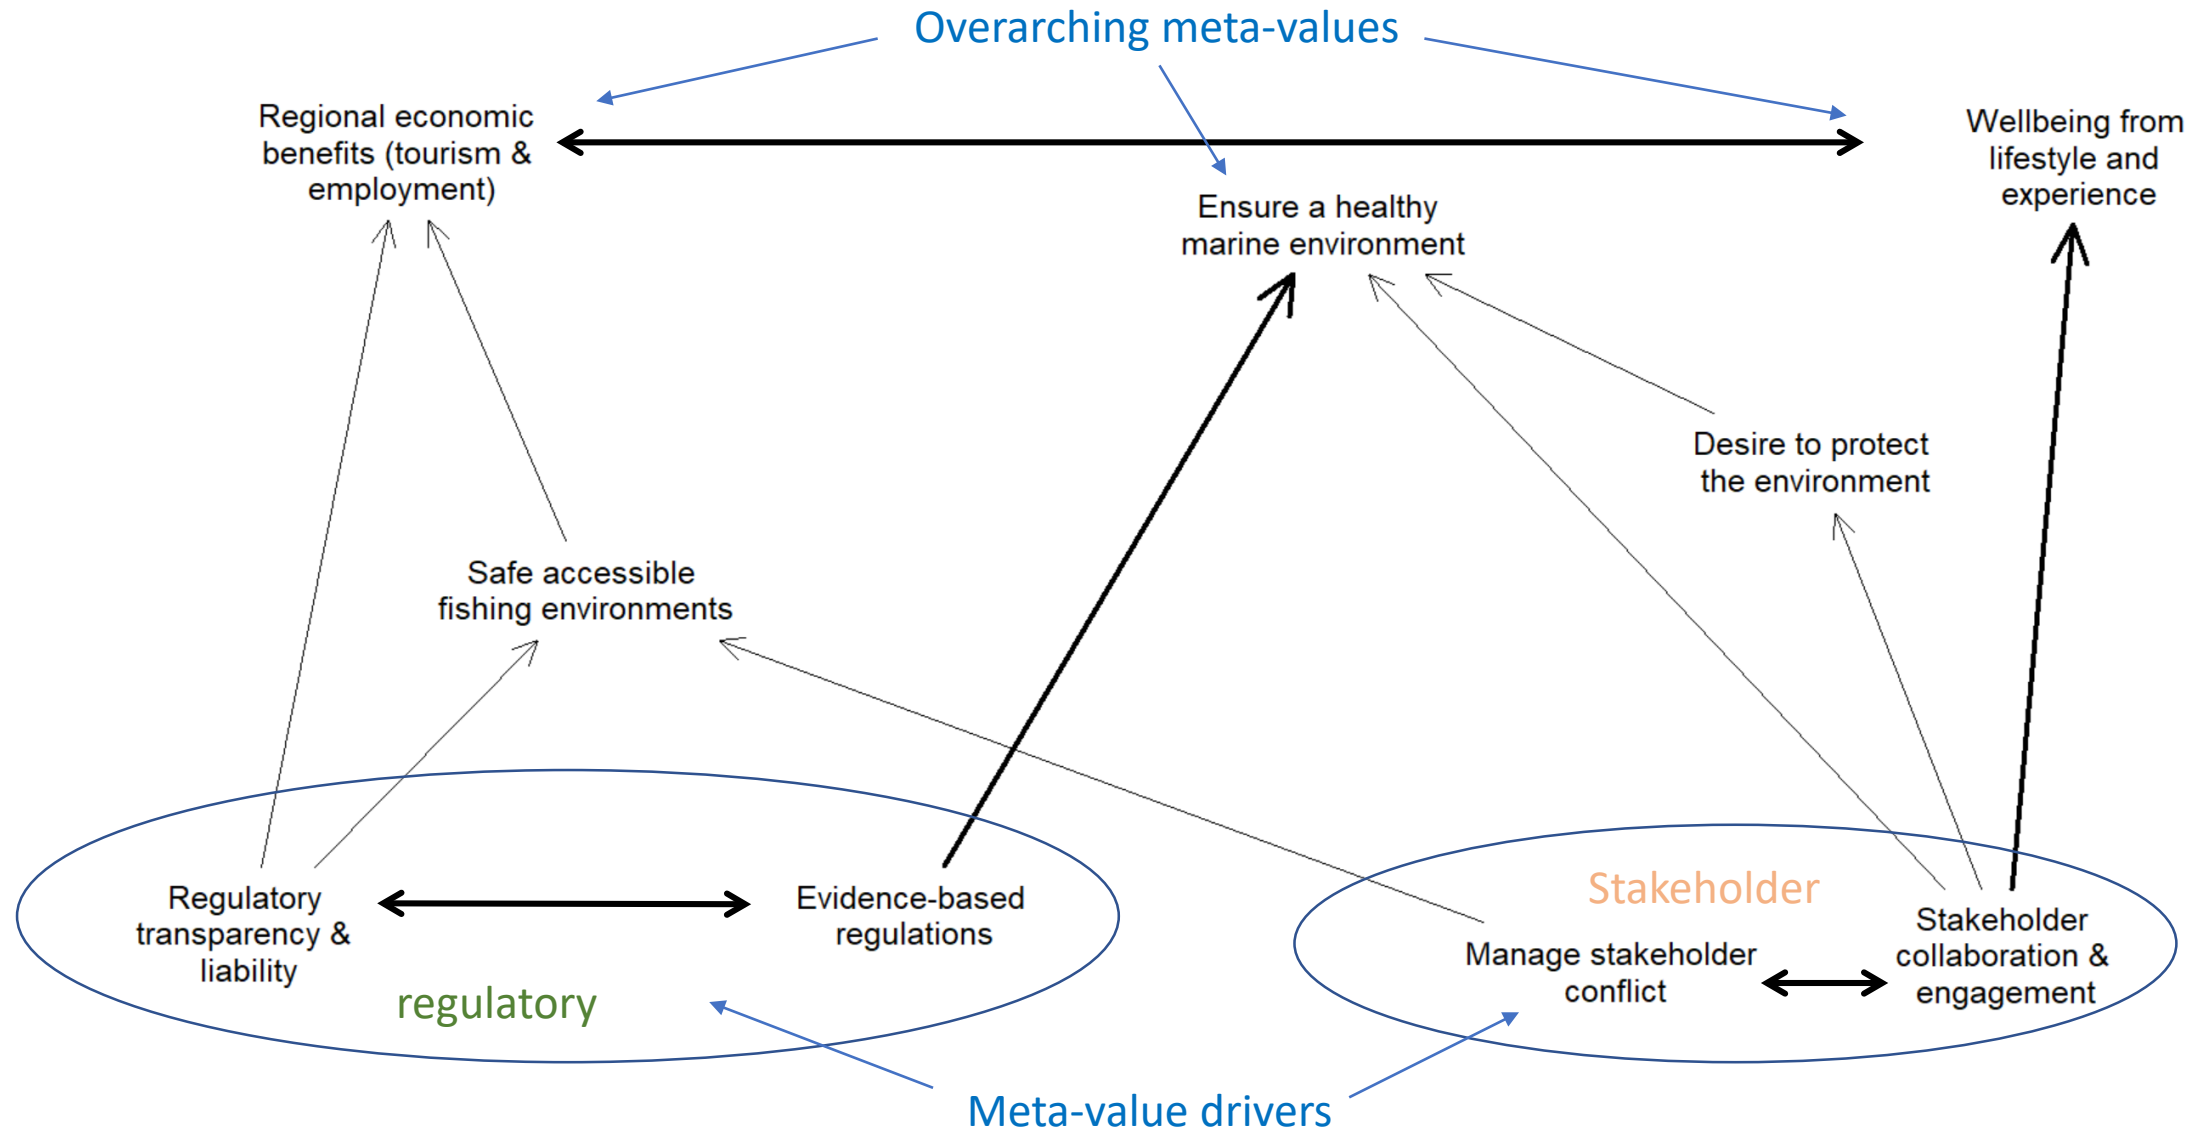 Overarching meta-values
Regional economic
benefits (tourism &
employment)
Wellbeing from
lifestyle and
experience
Ensure a healthy
marine environment
Desire to protect
the environment
Safe accessible
fishing environments
Regulatory
transparency &
liability
Evidence-based
regulations
regulatory
Stakeholder
Manage stakeholder
conflict
Stakeholder
collaboration &
engagement
Meta-value drivers